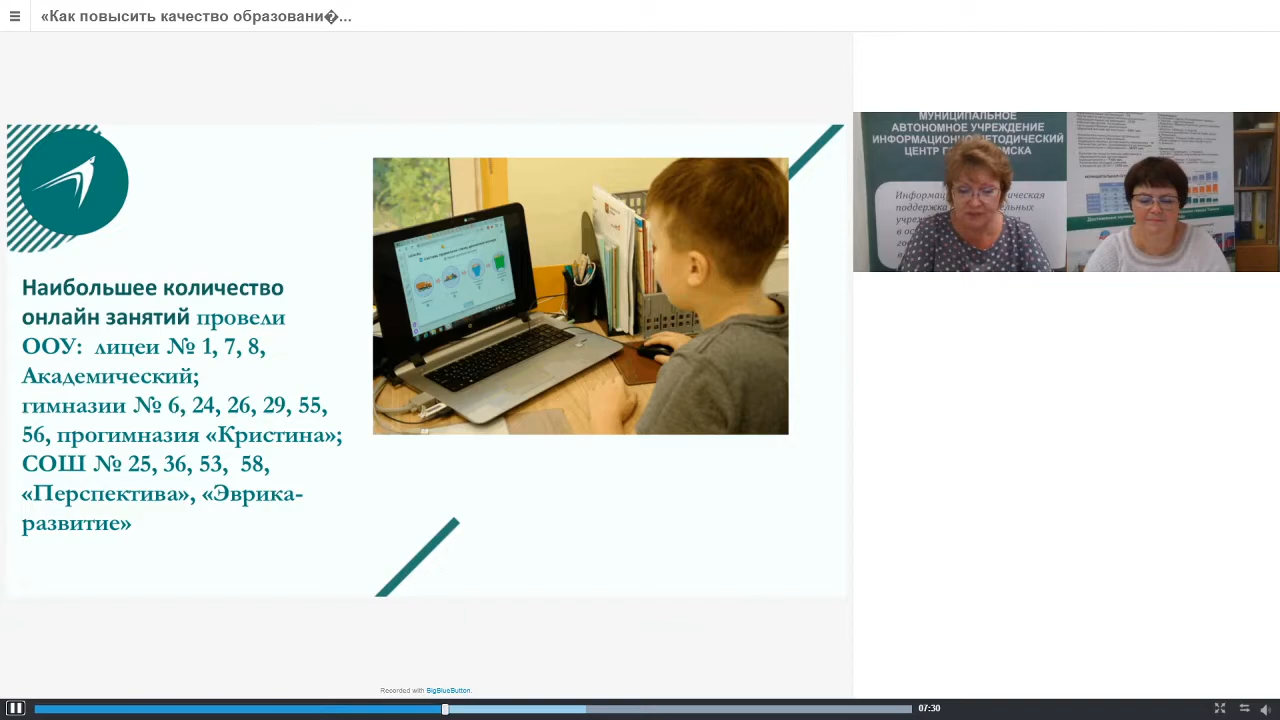 «Как повысить качество образовани�...
МУНИЦИПАЛЬНОЕ
АВТОНОМНОЕ УЧРЕЖДЕНИЕ
ИНФОРМАЦИОННО-МЕТОДИЧЕСКИЙ
ЦЕНТР
Наибольшее количество
онлайн занятий провели
ООУ: лицеи № 1, 7, 8,
Академический;
гимназии № 6, 24, 26, 29, 55,
56, прогимназия «Кристина»;
СОШ № 25, 36, 53, 58,
«Перспектива», «Эврика-
развитие»
Recorded with BigBlueButton.
07:30